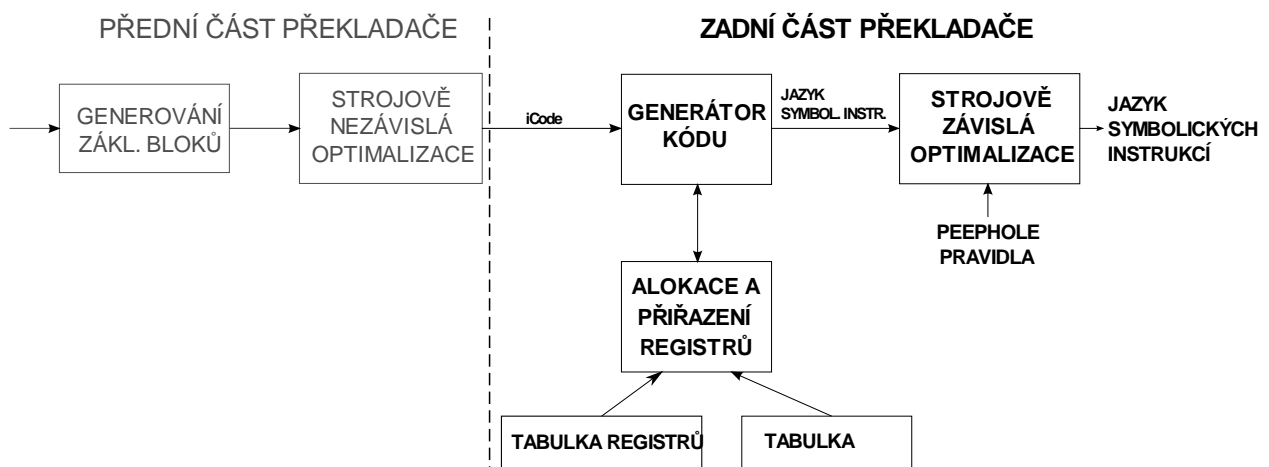 PŘEDNÍ ČÁST PŘEKLADAČE
ZADNÍ ČÁST PŘEKLADAČE
GENEROVÁNÍ
ZÁKL. BLOKŮ
STROJOVĚ
NEZÁVISLÁ
OPTIMALIZACE
iCode
GENERÁTOR
KÓDU
JAZYK
SYMBOL. INSTR.
STROJOVĚ
ZÁVISLÁ
OPTIMALIZACE
JAZYK
SYMBOLICKÝCH
INSTRUKCÍ
PEEPHOLE
PRAVIDLA
ALOKACE A
PŘIŘAZENÍ
REGISTRŮ
TABULKA REGISTRŮ
TABULKA